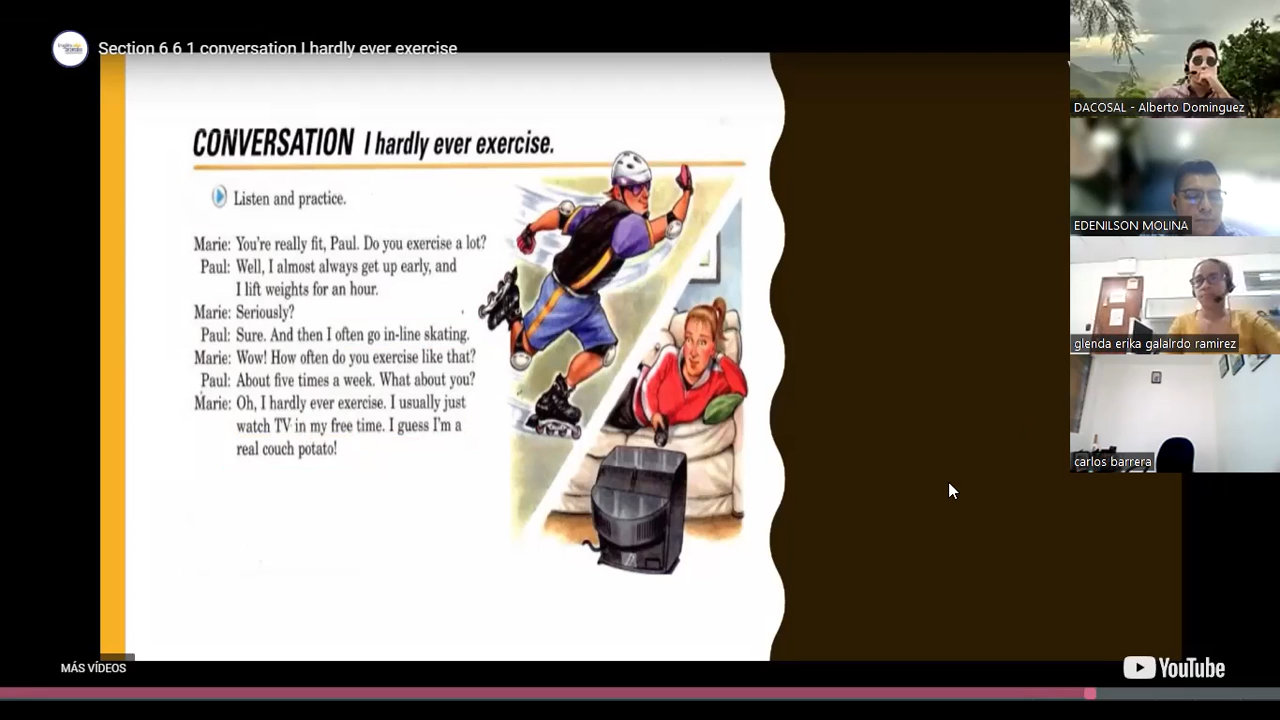 Section 6 6 1 conversation I hardly ever exercise
CONVERSATION I hardly ever exercise.
Listen and practice.
Marie: You're really fit, Paul. Do you exercise a lot?
Paul: Well, I almost always get up early, and
I lift weights for an hour.
Marie: Seriously?
Paul: Sure. And then I often go in-line skating.
Marie: Wow! How often do you exercise like that?
Paul: About five times a week. What about you?
Marie: Oh, I hardly ever exercise. I usually just
watch TV in my free time. I guess I'm a
real couch potato!
MÁS VÍDEOS
YouTube
DACOSAL - Alberto Dominguez
EDENILSON MOLINA
glenda erika galalrdo ramirez
carlos barrera